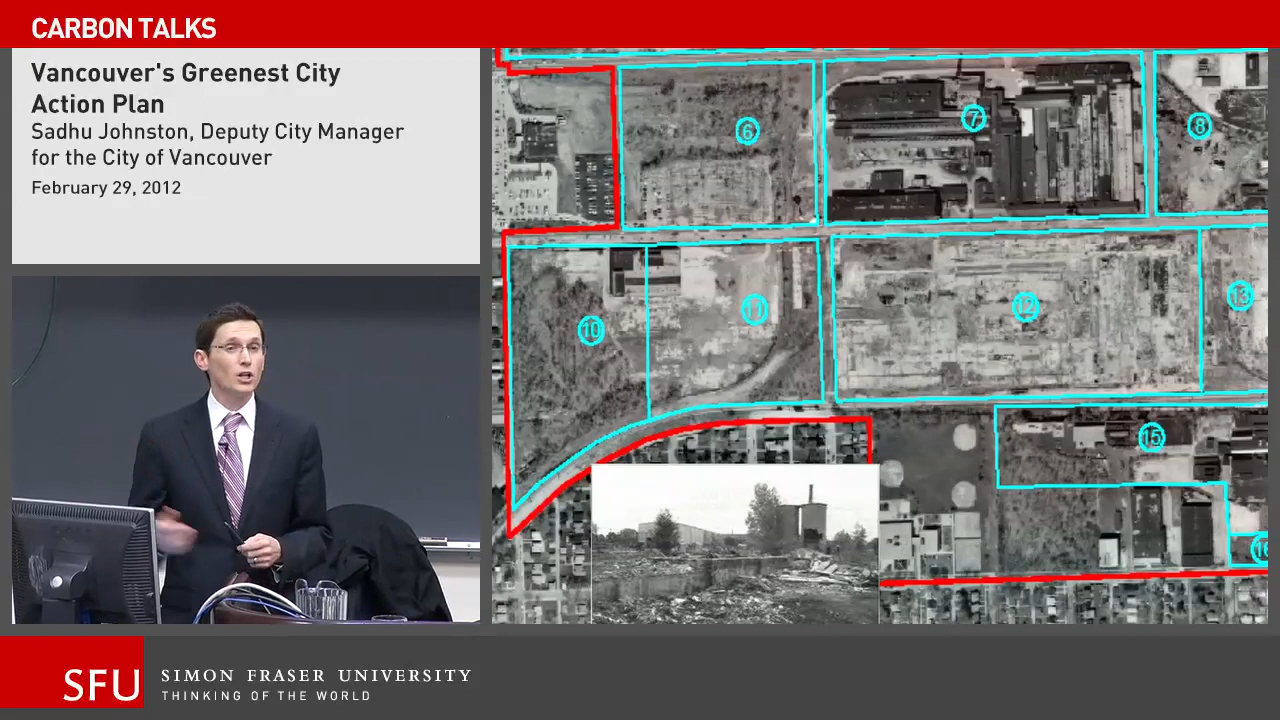 CARBON TALKS
Vancouver's Greenest City
Action Plan
Sadhu Johnston, Deputy City Manager
for the City of Vancouver
February 29, 2012
6
7
8
10
11
12
13
15
SFU
SIMON FRASER UNIVERSITY
THINKING OF THE WORLD